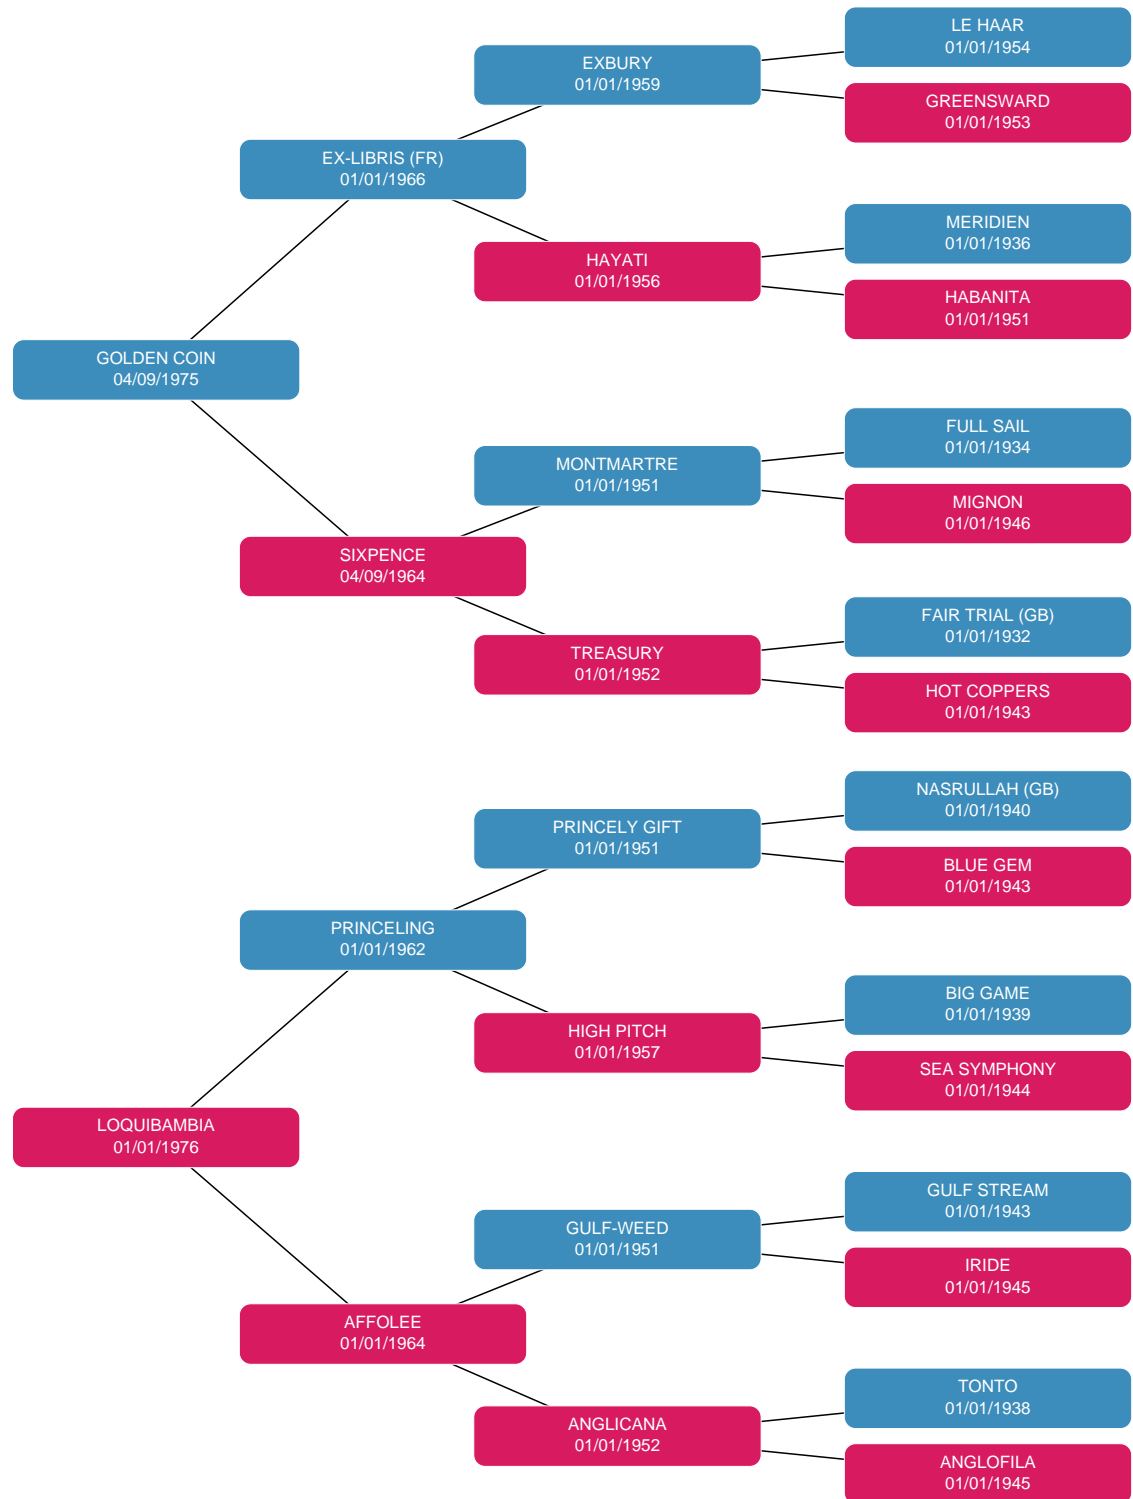 LE HAAR
01/01/1954
EXBURY
01/01/1959
GREENSWARD
01/01/1953
EX-LIBRIS (FR)
01/01/1966
MERIDIEN
01/01/1936
HAYATI
01/01/1956
HABANITA
01/01/1951
GOLDEN COIN
04/09/1975
FULL SAIL
01/01/1934
MONTMARTRE
01/01/1951
MIGNON
01/01/1946
SIXPENCE
04/09/1964
FAIR TRIAL (GB)
01/01/1932
TREASURY
01/01/1952
HOT COPPERS
01/01/1943
NASRULLAH (GB)
01/01/1940
PRINCELY GIFT
01/01/1951
BLUE GEM
01/01/1943
PRINCELING
01/01/1962
BIG GAME
01/01/1939
HIGH PITCH
01/01/1957
SEA SYMPHONY
01/01/1944
LOQUIBAMBIA
01/01/1976
GULF STREAM
01/01/1943
GULF-WEED
01/01/1951
IRIDE
01/01/1945
AFFOLEE
01/01/1964
TONTO
01/01/1938
ANGLICANA
01/01/1952
ANGLOFILA
01/01/1945